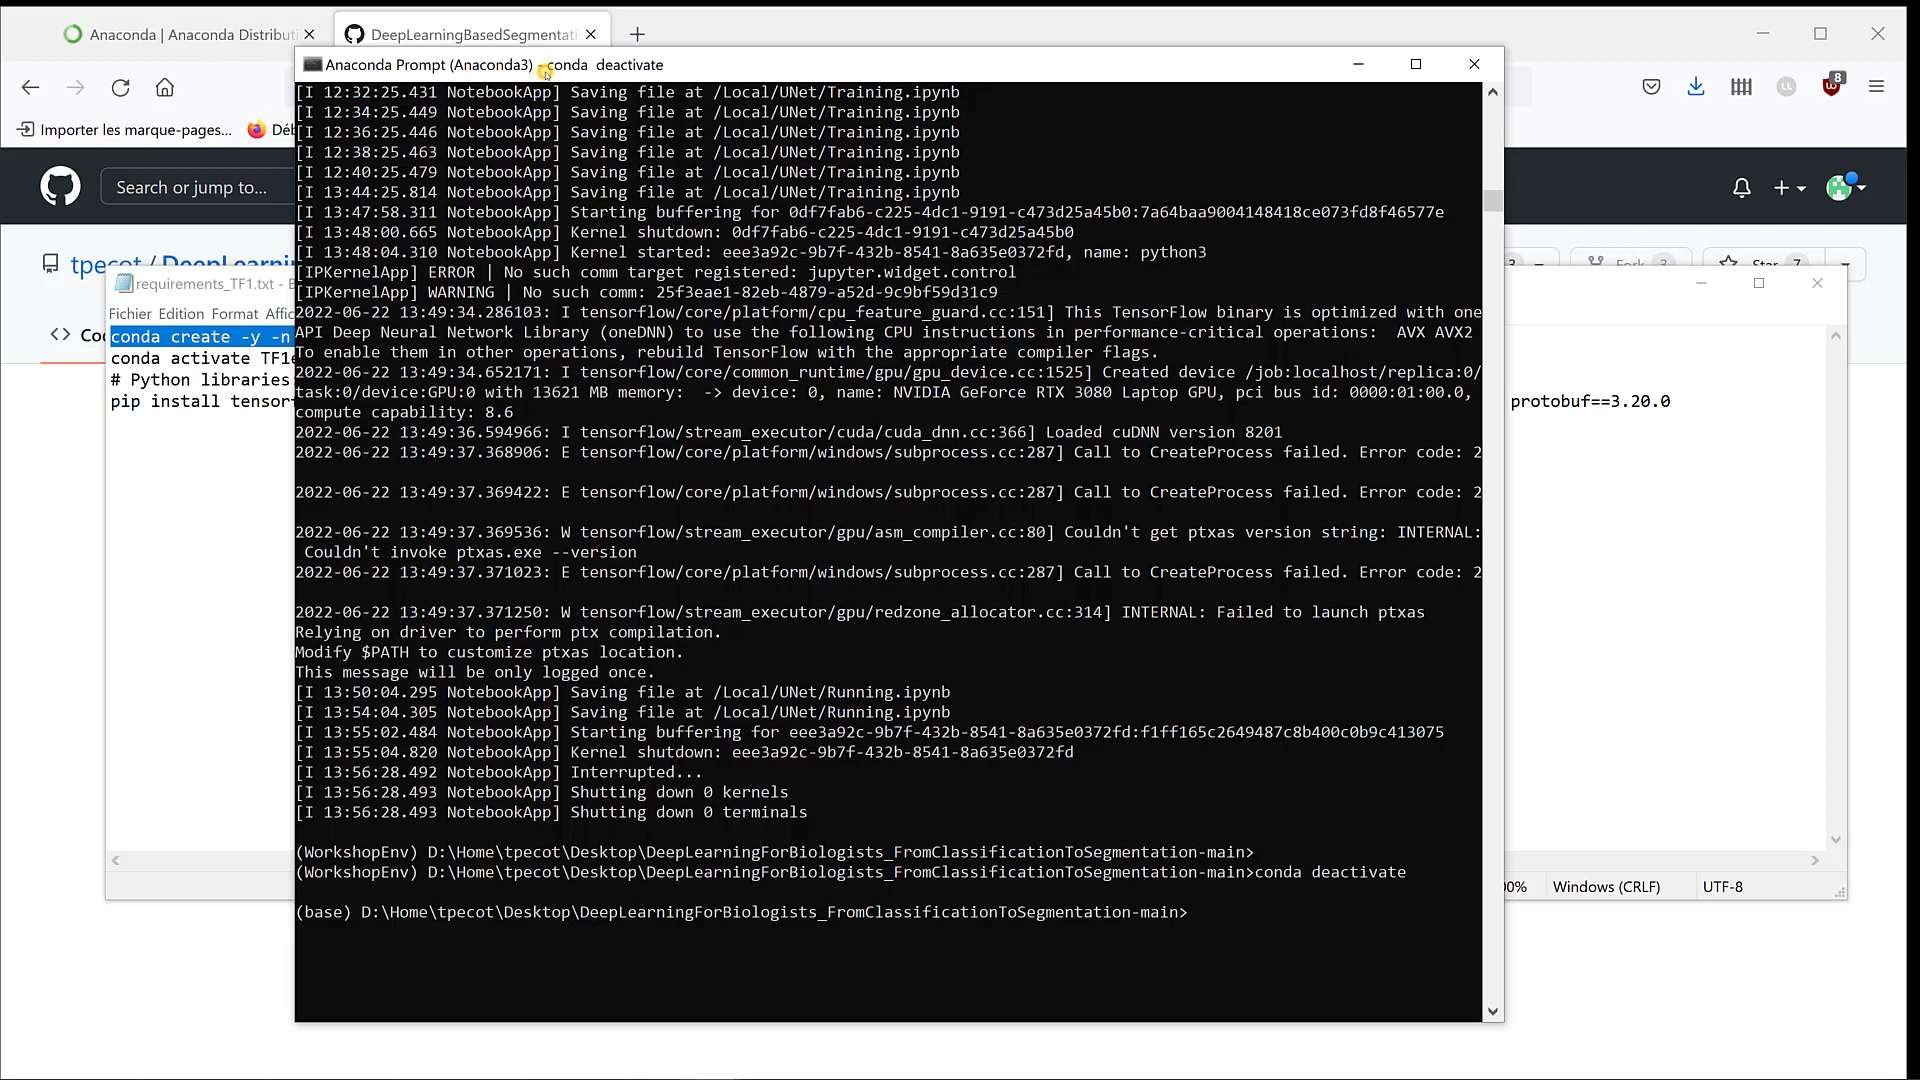 Anaconda | Anaconda Distributi
DeepLearningBasedSegmentatio
Anaconda Prompt (Anaconda3) - conda  deactivate
8
Importer les marque-pages...
Déb
Search or jump to...
tpecot / DeepLearnin
Fork 3
Star 7
requirements_TF1.txt - B
Fichier Edition Format Affic
Co
conda create -y -n
conda activate TF1e
# Python libraries
pip install tensor
protobuf==3.20.0
[I 12:32:25.431 NotebookApp] Saving file at /Local/UNet/Training.ipynb
[I 12:34:25.449 NotebookApp] Saving file at /Local/UNet/Training.ipynb
[I 12:36:25.446 NotebookApp] Saving file at /Local/UNet/Training.ipynb
[I 12:38:25.463 NotebookApp] Saving file at /Local/UNet/Training.ipynb
[I 12:40:25.479 NotebookApp] Saving file at /Local/UNet/Training.ipynb
[I 13:44:25.814 NotebookApp] Saving file at /Local/UNet/Training.ipynb
[I 13:47:58.311 NotebookApp] Starting buffering for 0df7fab6-c225-4dc1-9191-c473d25a45b0:7a64baa9004148418ce073fd8f46577e
[I 13:48:00.665 NotebookApp] Kernel shutdown: 0df7fab6-c225-4dc1-9191-c473d25a45b0
[I 13:48:04.310 NotebookApp] Kernel started: eee3a92c-9b7f-432b-8541-8a635e0372fd, name: python3
[IPKernelApp] ERROR | No such comm target registered: jupyter.widget.control
[IPKernelApp] WARNING | No such comm: 25f3eae1-82eb-4879-a52d-9c9bf59d31c9
2022-06-22 13:49:34.286103: I tensorflow/core/platform/cpu_feature_guard.cc:151] This TensorFlow binary is optimized with one
API Deep Neural Network Library (oneDNN) to use the following CPU instructions in performance-critical operations:  AVX AVX2
To enable them in other operations, rebuild TensorFlow with the appropriate compiler flags.
2022-06-22 13:49:34.652171: I tensorflow/core/common_runtime/gpu/gpu_device.cc:1525] Created device /job:localhost/replica:0/
task:0/device:GPU:0 with 13621 MB memory:  -> device: 0, name: NVIDIA GeForce RTX 3080 Laptop GPU, pci bus id: 0000:01:00.0,
compute capability: 8.6
2022-06-22 13:49:36.594966: I tensorflow/stream_executor/cuda/cuda_dnn.cc:366] Loaded cuDNN version 8201
2022-06-22 13:49:37.368906: E tensorflow/core/platform/windows/subprocess.cc:287] Call to CreateProcess failed. Error code: 2
2022-06-22 13:49:37.369422: E tensorflow/core/platform/windows/subprocess.cc:287] Call to CreateProcess failed. Error code: 2
2022-06-22 13:49:37.369536: W tensorflow/stream_executor/gpu/asm_compiler.cc:80] Couldn't get ptxas version string: INTERNAL:
Couldn't invoke ptxas.exe --version
2022-06-22 13:49:37.371023: E tensorflow/core/platform/windows/subprocess.cc:287] Call to CreateProcess failed. Error code: 2
2022-06-22 13:49:37.371250: W tensorflow/stream_executor/gpu/redzone_allocator.cc:314] INTERNAL: Failed to launch ptxas
Relying on driver to perform ptx compilation.
Modify $PATH to customize ptxas location.
This message will be only logged once.
[I 13:50:04.295 NotebookApp] Saving file at /Local/UNet/Running.ipynb
[I 13:54:04.305 NotebookApp] Saving file at /Local/UNet/Running.ipynb
[I 13:55:02.484 NotebookApp] Starting buffering for eee3a92c-9b7f-432b-8541-8a635e0372fd:f1ff165c2649487c8b400c0b9c413075
[I 13:55:04.820 NotebookApp] Kernel shutdown: eee3a92c-9b7f-432b-8541-8a635e0372fd
[I 13:56:28.492 NotebookApp] Interrupted...
[I 13:56:28.493 NotebookApp] Shutting down 0 kernels
[I 13:56:28.493 NotebookApp] Shutting down 0 terminals
(WorkshopEnv) D:\Home\tpecot\Desktop\DeepLearningForBiologists_FromClassificationToSegmentation-main>
(WorkshopEnv) D:\Home\tpecot\Desktop\DeepLearningForBiologists_FromClassificationToSegmentation-main>conda deactivate
(base) D:\Home\tpecot\Desktop\DeepLearningForBiologists_FromClassificationToSegmentation-main>
00%
Windows (CRLF)
UTF-8